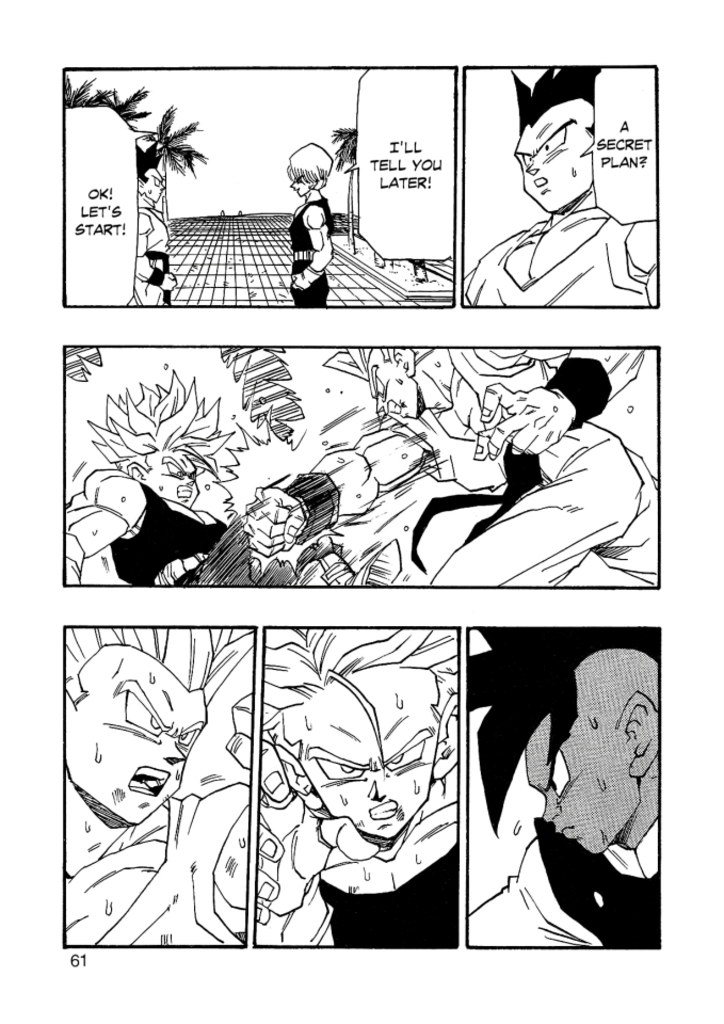 A
SECRET
PLAN?
I'LL
TELL YOU
LATER!
OK!
LET'S
START!
61